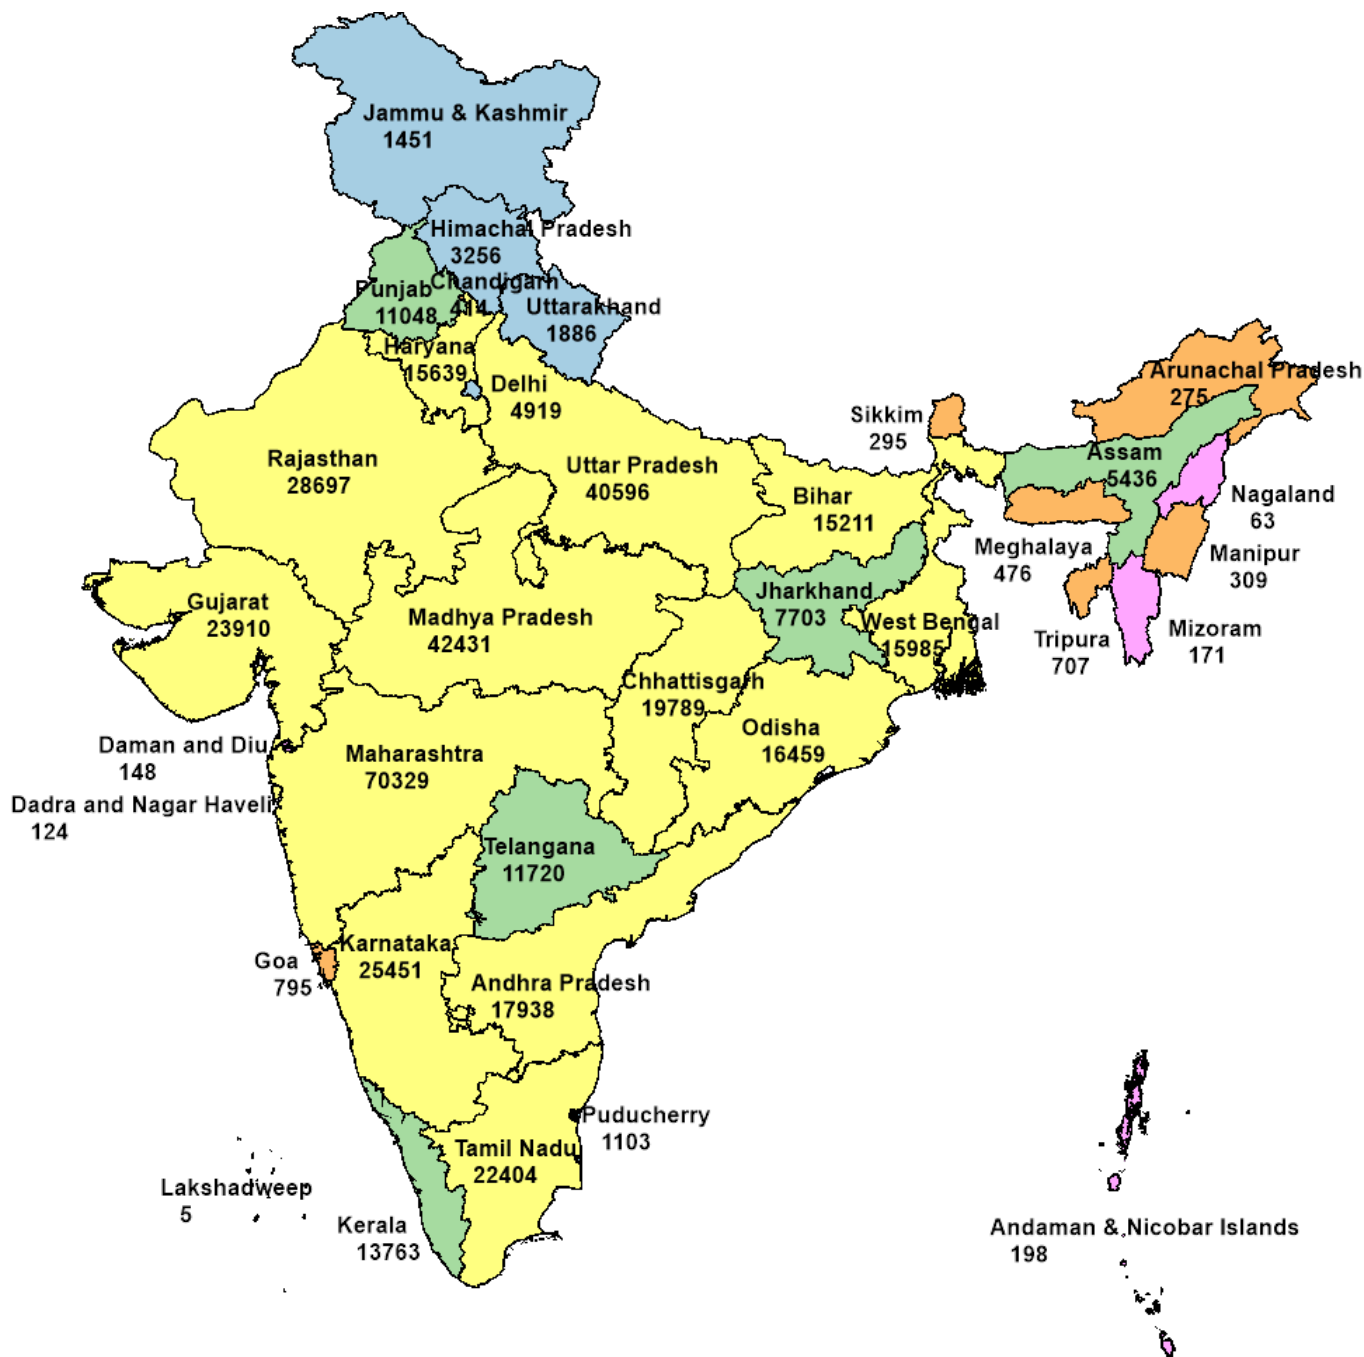 Jammu & Kashmir
1451
Himachal Pradesh
3256
Chandigarh
414
Punjab
11048
Uttarakhand
1886
Haryana
15639
Delhi
4919
Arunachal Pradesh
275
Sikkim
295
Rajasthan
28697
Uttar Pradesh
40596
Bihar
15211
Assam
5436
Nagaland
63
Meghalaya
476
Manipur
309
Gujarat
23910
Madhya Pradesh
42431
Jharkhand
7703
West Bengal
15985
Tripura
707
Mizoram
171
Chhattisgarh
19789
Odisha
16459
Daman and Diu
148
Maharashtra
70329
Dadra and Nagar Haveli
124
Telangana
11720
Goa
795
Karnataka
25451
Andhra Pradesh
17938
Puducherry
1103
Tamil Nadu
22404
Lakshadweep
5
Kerala
13763
Andaman & Nicobar Islands
198